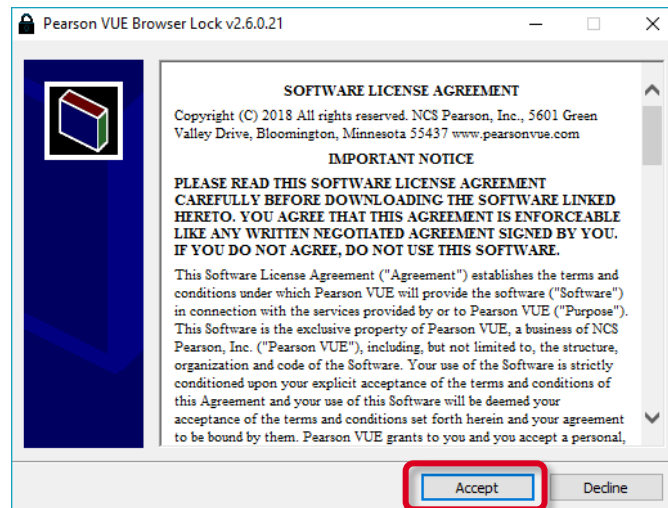 Pearson VUE Browser Lock v2.6.0.21
SOFTWARE LICENSE AGREEMENT
Copyright (C) 2018 All rights reserved. NCS Pearson, Inc., 5601 Green
Valley Drive, Bloomington, Minnesota 55437 www.pearsonvue.com
IMPORTANT NOTICE
PLEASE READ THIS SOFTWARE LICENSE AGREEMENT
CAREFULLY BEFORE DOWNLOADING THE SOFTWARE LINKED
HERETO. YOU AGREE THAT THIS AGREEMENT IS ENFORCEABLE
LIKE ANY WRITTEN NEGOTIATED AGREEMENT SIGNED BY YOU.
IF YOU DO NOT AGREE, DO NOT USE THIS SOFTWARE.
This Software License Agreement ("Agreement") establishes the terms and
conditions under which Pearson VUE will provide the software ("Software")
in connection with the services provided by or to Pearson VUE ("Purpose").
This Software is the exclusive property of Pearson VUE, a business of NCS
Pearson, Inc. ("Pearson VUE"), including, but not limited to, the structure,
organization and code of the Software. Your use of the Software is strictly
conditioned upon your explicit acceptance of the terms and conditions of
this Agreement and your use of this Software will be deemed your
acceptance of the terms and conditions set forth herein and your agreement
to be bound by them. Pearson VUE grants to you and you accept a personal,
Accept
Decline